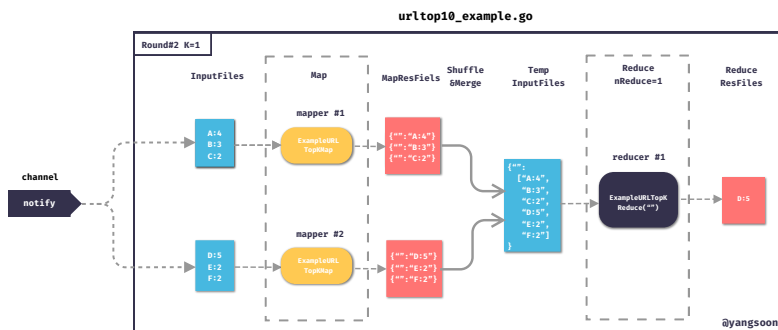 urltop10_example.go
Round#2 K=1
InputFiles
Map
MapResFiels
Shuffle
&Merge
Temp
InputFiles
Reduce
nReduce=1
Reduce
ResFiles
channel
notify
A:4
B:3
C:2
mapper #1
ExampleURL
TopKMap
{“”:“A:4”}
{“”:“B:3”}
{“”:“C:2”}
D:5
E:2
F:2
mapper #2
ExampleURL
TopKMap
{“”:“D:5”}
{“”:“E:2”}
{“”:“F:2”}
{“”:
[“A:4”,
“B:3”,
“C:2”,
“D:5”,
“E:2”,
“F:2”]
}
reducer #1
ExampleURLTopK
Reduce(“”)
D:5
@yangsoon